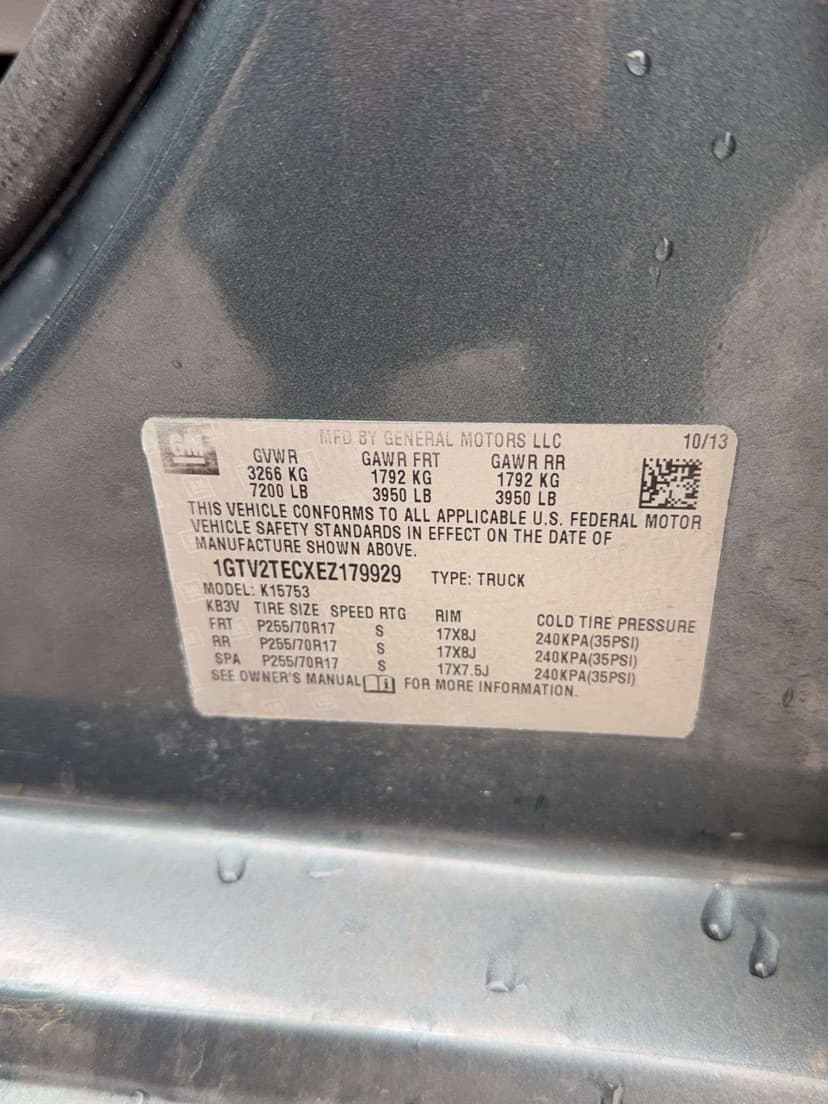 GM
MFD BY GENERAL MOTORS LLC 10/13
GVWR GAWR FRT GAWR RR
3266 KG 1792 KG 1792 KG
7200 LB 3950 LB 3950 LB
THIS VEHICLE CONFORMS TO ALL APPLICABLE U.S. FEDERAL MOTOR
VEHICLE SAFETY STANDARDS IN EFFECT ON THE DATE OF
MANUFACTURE SHOWN ABOVE.
1GTV2TECXEZ179929 TYPE: TRUCK
MODEL: K15753
KB3V TIRE SIZE SPEED RTG RIM COLD TIRE PRESSURE
FRT P255/70R17 S 17X8J 240KPA(35PSI)
RR P255/70R17 S 17X8J 240KPA(35PSI)
SPA P255/70R17 S 17X7.5J 240KPA(35PSI)
SEE OWNER'S MANUAL FOR MORE INFORMATION.